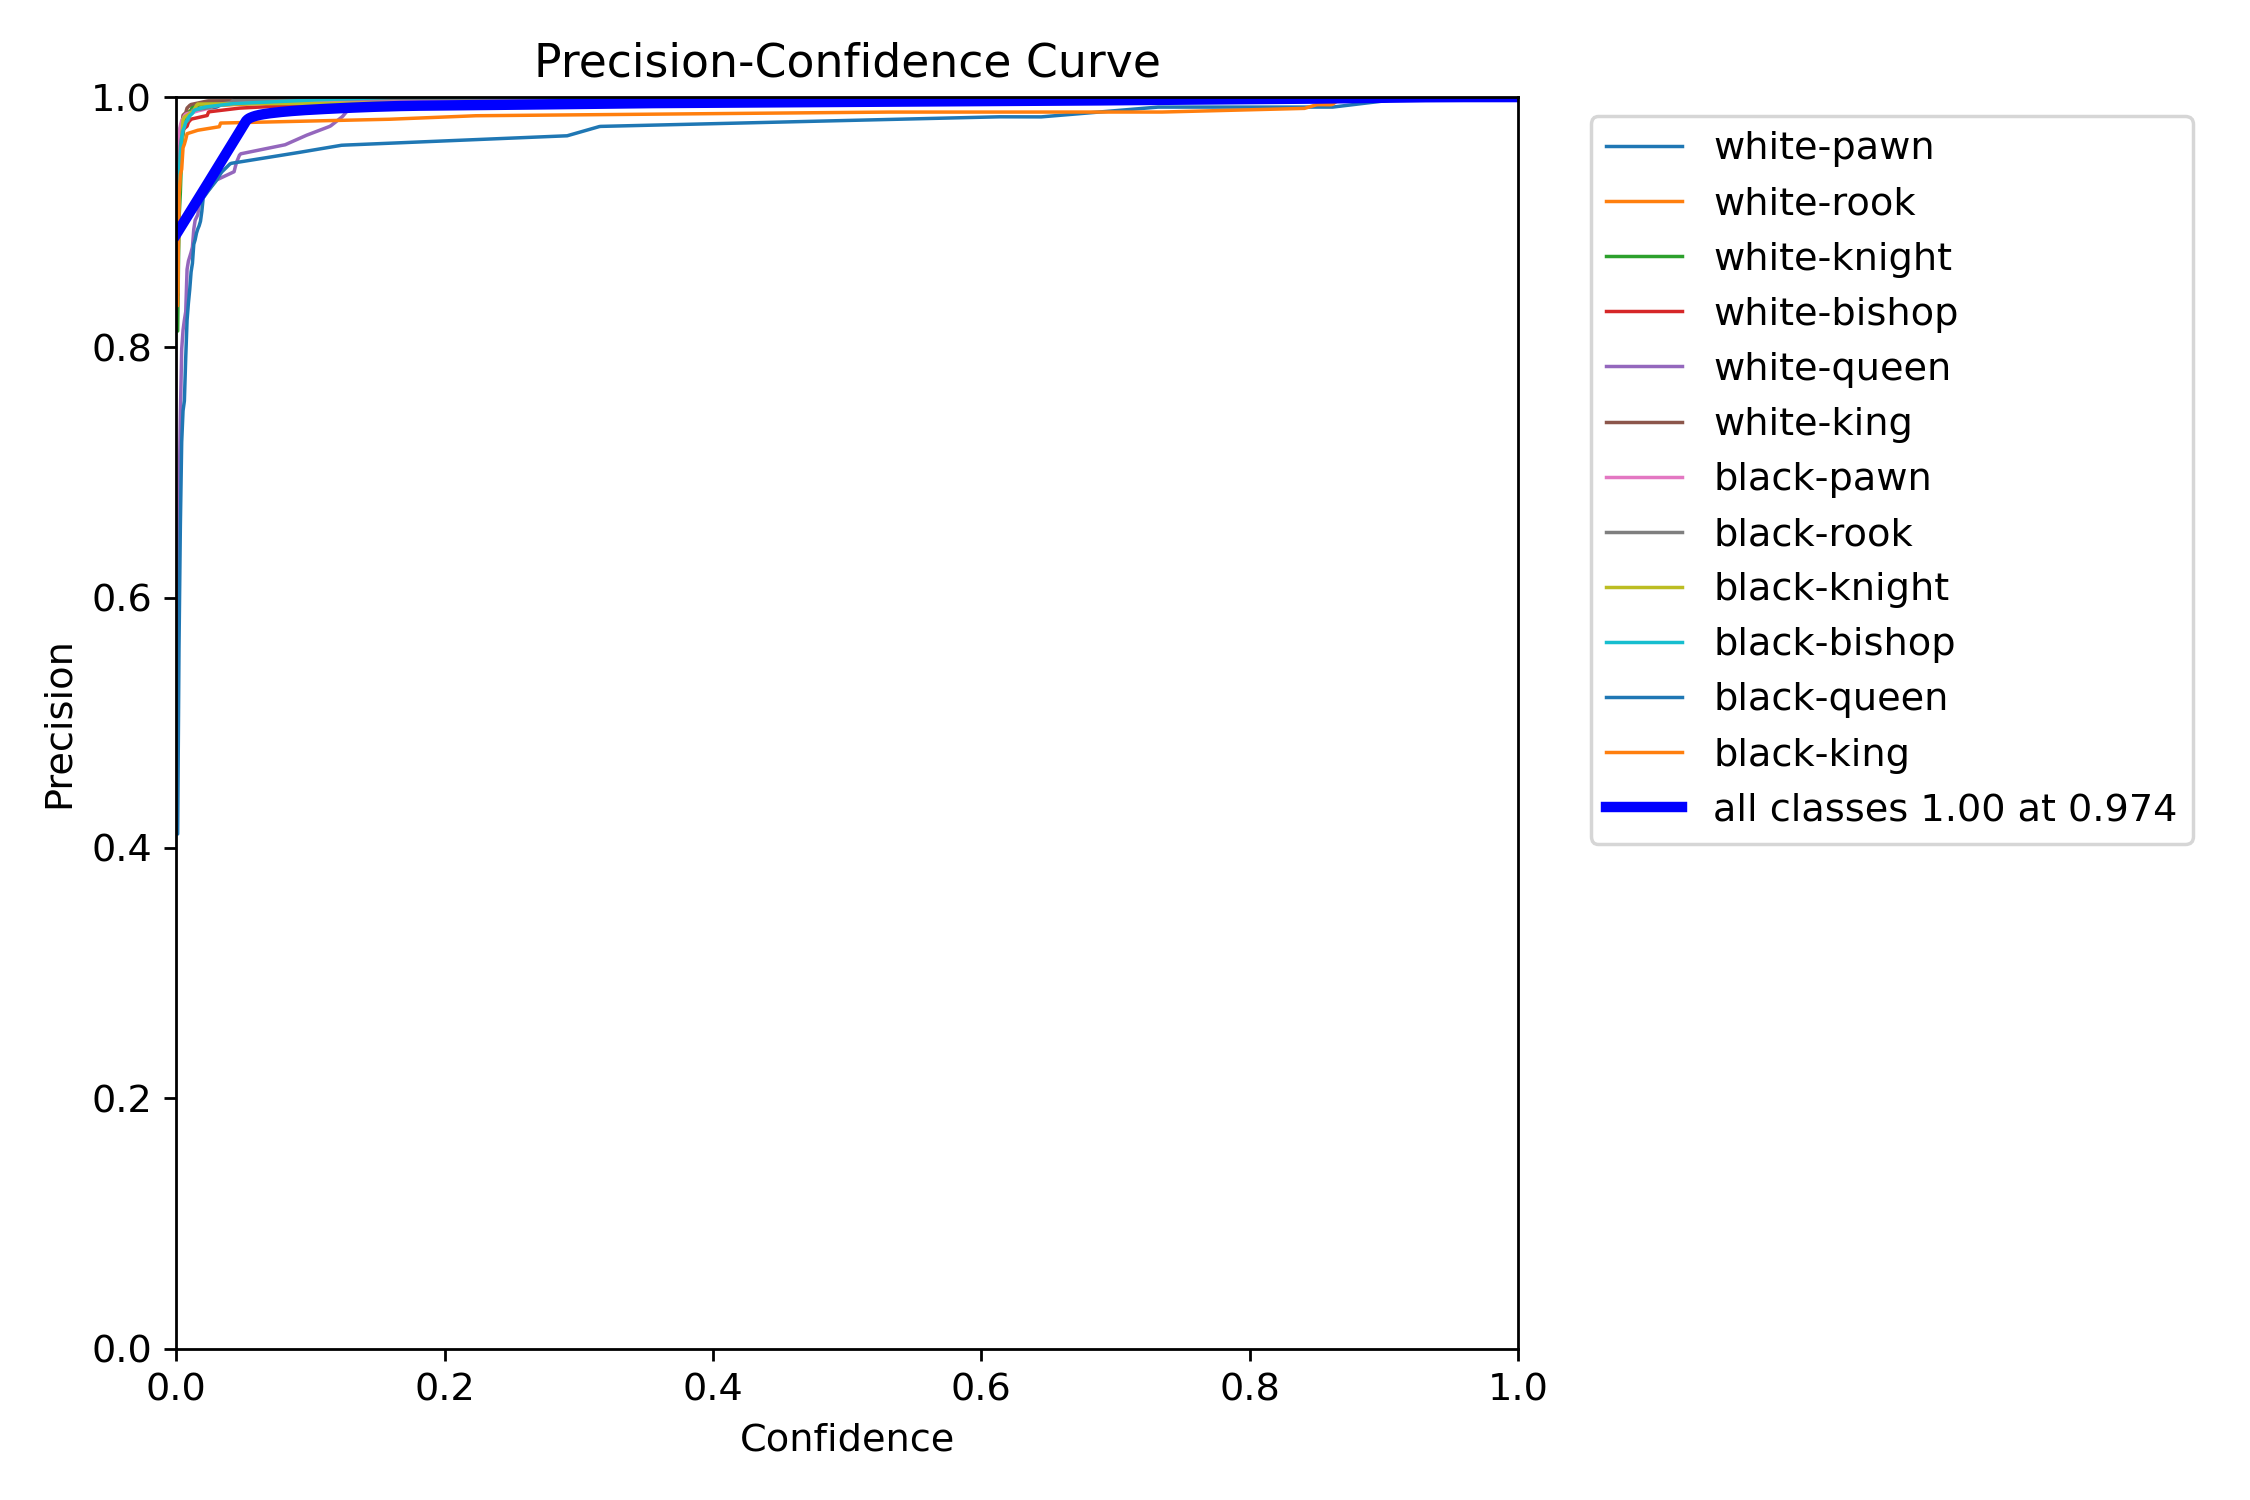 Precision-Confidence Curve
1.0
0.8
0.6
0.4
0.2
0.0
Precision
0.0 0.2 0.4 0.6 0.8 1.0
Confidence
white-pawn
white-rook
white-knight
white-bishop
white-queen
white-king
black-pawn
black-rook
black-knight
black-bishop
black-queen
black-king
all classes 1.00 at 0.974